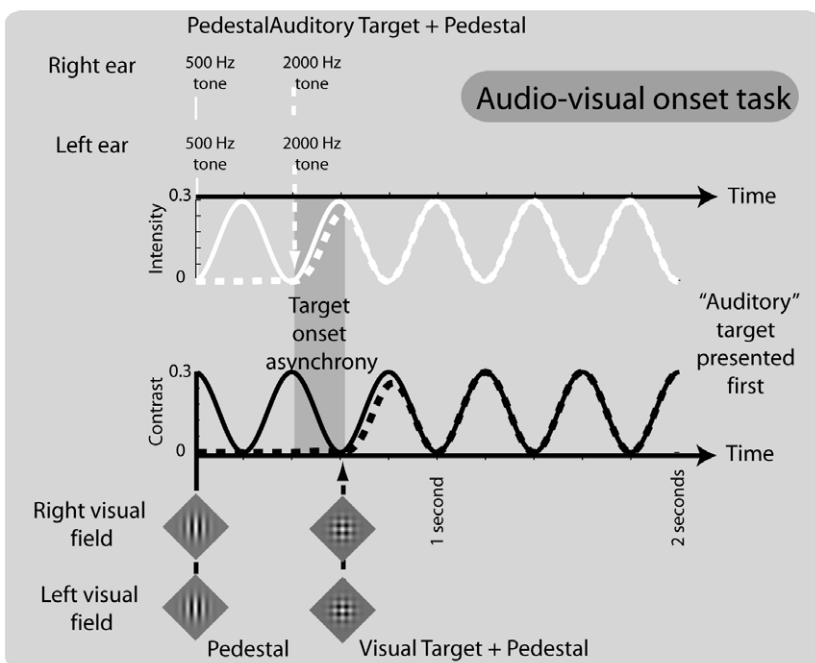 PedestalAuditory Target + Pedestal
Right ear
500 Hz
tone
2000 Hz
tone
Audio-visual onset task
Left ear
500 Hz
tone
2000 Hz
tone
0.3
Time
Intensity
0
Target
onset
asynchrony
"Auditory"
target
presented
first
0.3
Contrast
0
Time
1 second
2 seconds
Right visual
field
Left visual
field
Pedestal
Visual Target + Pedestal